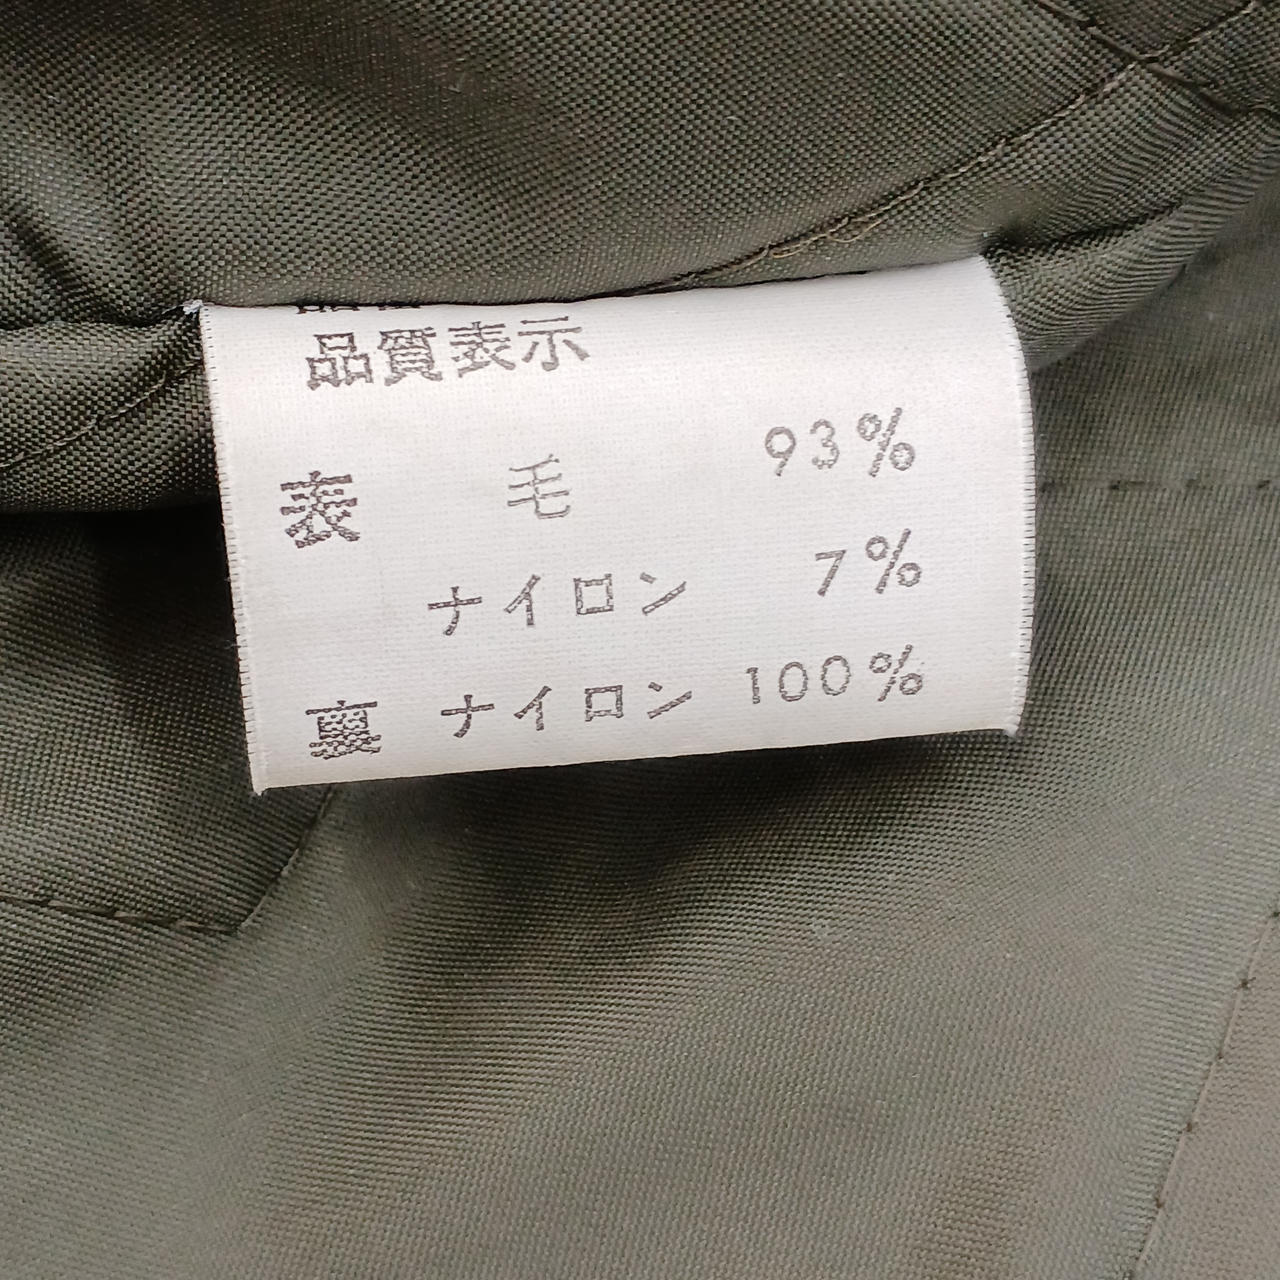 品質表示
表 毛 93%
ナイロン 7%
裏 ナイロン 100%